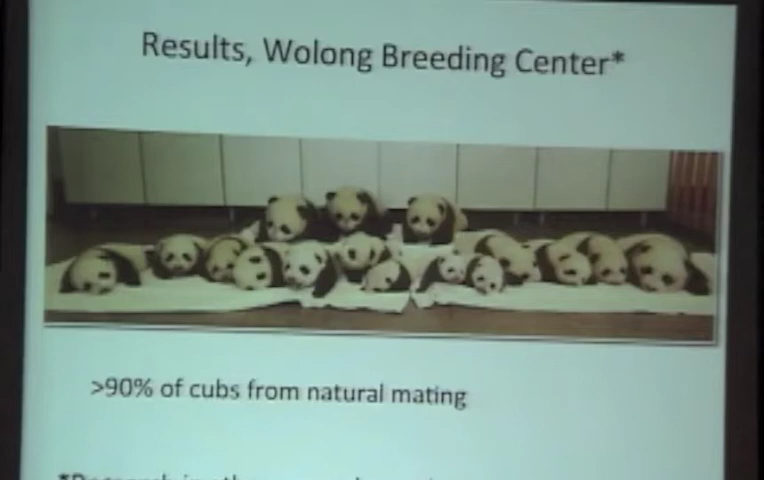 Results, Wolong Breeding Center*
>90% of cubs from natural mating